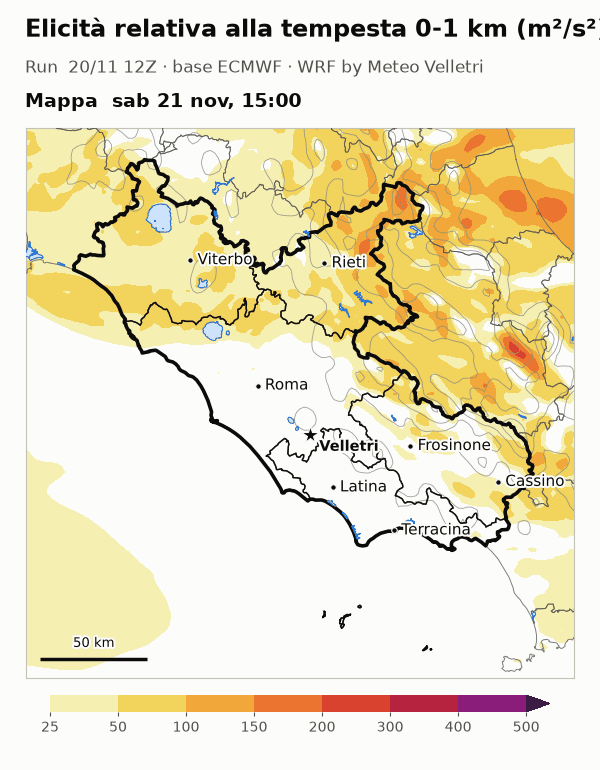 Elicità relativa alla tempesta 0-1 km (m²/s²)
Run 20/11 12Z · base ECMWF · WRF by Meteo Velletri
Mappa sab 21 nov, 15:00
Viterbo
Rieti
Roma
Velletri
Frosinone
Cassino
Latina
Terracina
50 km
25 50 100 150 200 300 400 500